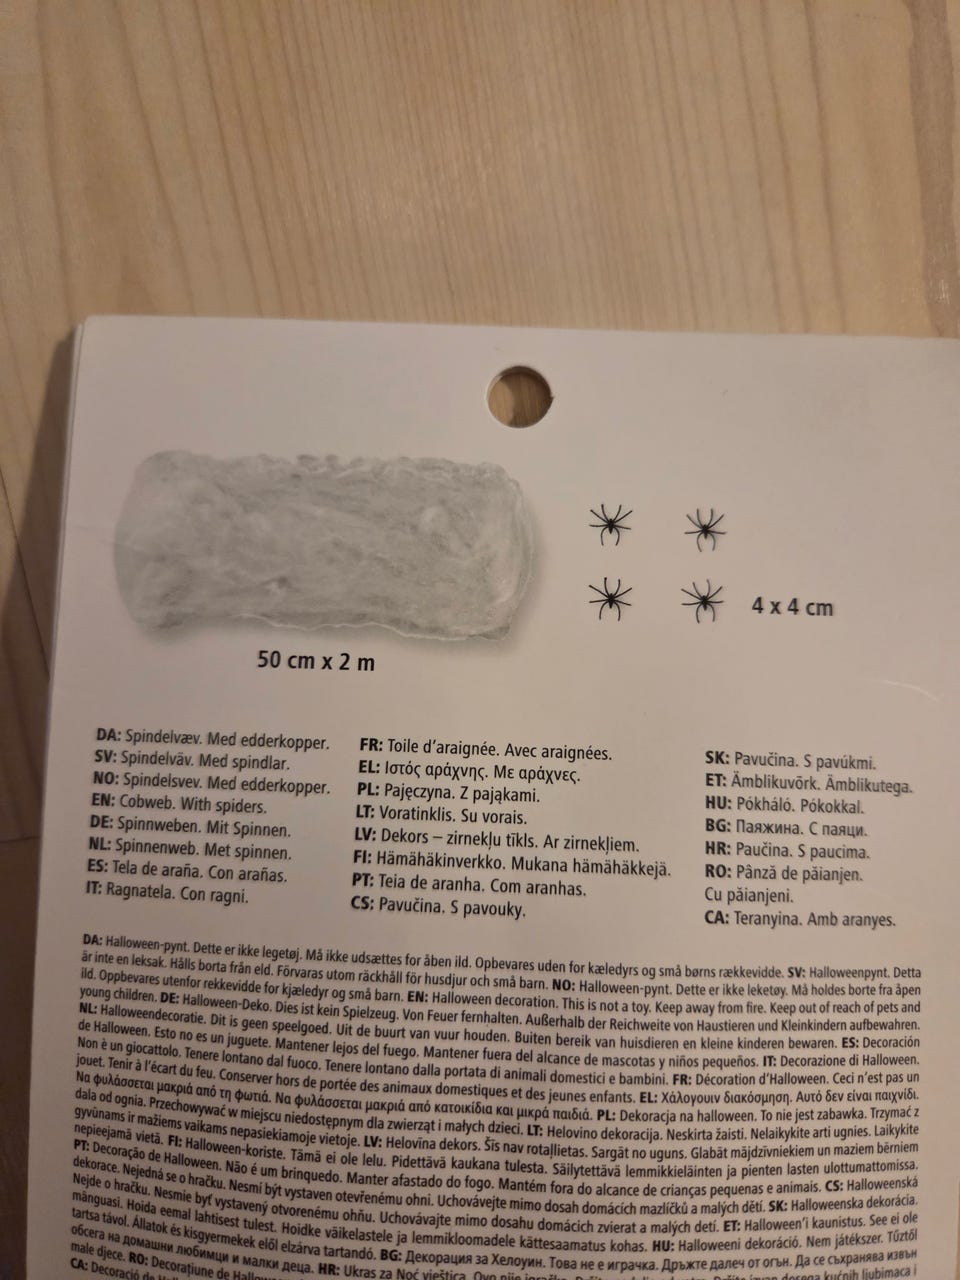 50 cm x 2 m
4 x 4 cm
DA: Spindelvæv. Med edderkopper.
SV: Spindelväv. Med spindlar.
NO: Spindelsvev. Med edderkopper.
EN: Cobweb. With spiders.
DE: Spinnweben. Mit Spinnen.
NL: Spinnenweb. Met spinnen.
ES: Tela de araña. Con arañas.
IT: Ragnatela. Con ragni.
FR: Toile d'araignée. Avec araignées.
EL: Ιστός αράχνης. Με αράχνες.
PL: Pajęczyna. Z pająkami.
LT: Voratinklis. Su vorais.
LV: Dekors – zirnekļu tīkls. Ar zirnekļiem.
FI: Hämähäkinverkko. Mukana hämähäkkejä.
PT: Teia de aranha. Com aranhas.
CS: Pavučina. S pavouky.
SK: Pavučina. S pavúkmi.
ET: Ämblikuvõrk. Ämblikutega.
HU: Pókháló. Pókokkal.
BG: Паяжина. С паяци.
HR: Paučina. S paucima.
RO: Pânză de păianjen.
Cu păianjeni.
CA: Teranyina. Amb aranyes.
DA: Halloween-pynt. Dette er ikke legetøj. Må ikke udsættes for åben ild. Opbevares uden for kæledyrs og små børns rækkevidde. SV: Halloweenpynt. Detta
är inte en leksak. Hålls borta från eld. Förvaras utom räckhåll för husdjur och små barn. NO: Halloween-pynt. Dette er ikke leketøy. Må holdes borte fra åpen
ild. Oppbevares utenfor rekkevidde for kjæledyr og små barn. EN: Halloween decoration. This is not a toy. Keep away from fire. Keep out of reach of pets and
young children. DE: Halloween-Deko. Dies ist kein Spielzeug. Von Feuer fernhalten. Außerhalb der Reichweite von Haustieren und Kleinkindern aufbewahren.
NL: Halloweendecoratie. Dit is geen speelgoed. Uit de buurt van vuur houden. Buiten bereik van huisdieren en kleine kinderen bewaren. ES: Decoración
de Halloween. Esto no es un juguete. Mantener lejos del fuego. Mantener fuera del alcance de mascotas y niños pequeños. IT: Decorazione di Halloween.
Non è un giocattolo. Tenere lontano dal fuoco. Tenere lontano dalla portata di animali domestici e bambini. FR: Décoration d'Halloween. Ceci n'est pas un
jouet. Tenir à l'écart du feu. Conserver hors de portée des animaux domestiques et des jeunes enfants. EL: Χάλογουιν διακόσμηση. Αυτό δεν είναι παιχνίδι.
Να φυλάσσεται μακριά από τη φωτιά. Να φυλάσσεται μακριά από κατοικίδια και μικρά παιδιά. PL: Dekoracja na halloween. To nie jest zabawka. Trzymać z
dala od ognia. Przechowywać w miejscu niedostępnym dla zwierząt i małych dzieci. LT: Helovino dekoracija. Neskirta žaisti. Nelaikykite arti ugnies. Laikykite
gyvūnams ir mažiems vaikams nepasiekiamoje vietoje. LV: Helovīna dekors. Šīs nav rotaļlietas. Sargāt no uguns. Glabāt mājdzīvniekiem un maziem bērniem
nepieejamā vietā. FI: Halloween-koriste. Tämä ei ole lelu. Pidettävä kaukana tulesta. Säilytettävä lemmikkieläinten ja pienten lasten ulottumattomissa.
PT: Decoração de Halloween. Não é um brinquedo. Manter afastado do fogo. Mantém fora do alcance de crianças pequenas e animais. CS: Halloweenská
dekorace. Nejedná se o hračku. Nesmí být vystaven otevřenému ohni. Uchovávejte mimo dosah domácích mazlíčků a malých dětí. SK: Halloweenska dekorácia.
Nejde o hračku. Nesmie byť vystavený otvorenému ohňu. Uchovávajte mimo dosahu domácích zvierat a malých detí. ET: Halloween'i kaunistus. See ei ole
mänguasi. Hoida eemal lahtisest tulest. Hoidke väikelastele ja lemmikloomadele kättesaamatus kohas. HU: Halloweeni dekoráció. Nem játékszer. Tűztől
tartsa távol. Állatok és kisgyermekek elől elzárva tartandó. BG: Декорация за Хелоуин. Това не е играчка. Дръжте далеч от огън. Да се съхранява извън
обсега на домашни любимци и малки деца. HR: Ukras za Noć vještica. Ovo nije igračka. kućnih ljubimaca i
male djece. RO: Decorațiune de
CA: Decoració de